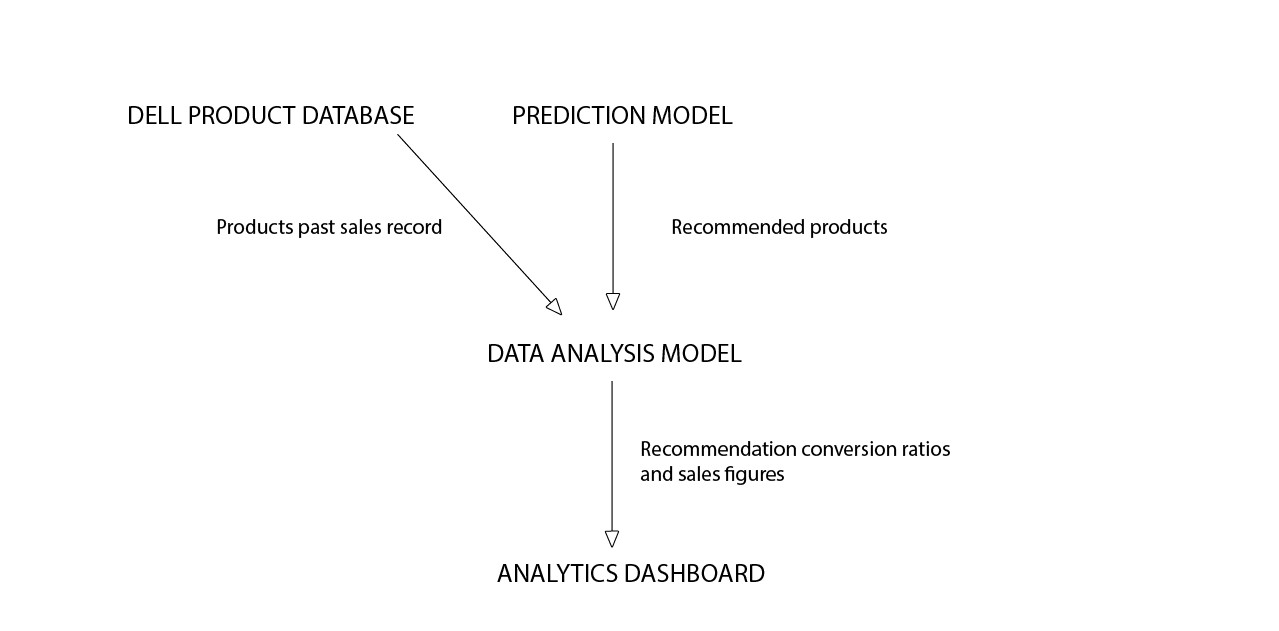 DELL PRODUCT DATABASE
PREDICTION MODEL
Products past sales record
Recommended products
DATA ANALYSIS MODEL
Recommendation conversion ratios
and sales figures
ANALYTICS DASHBOARD